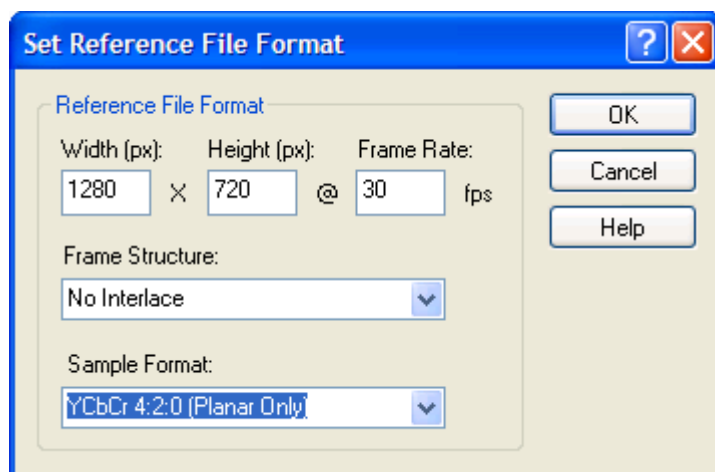 Set Reference File Format
Reference File Format
Width (px): Height (px): Frame Rate:
1280 X 720 @ 30 fps
Frame Structure:
No Interlace
Sample Format:
YCbCr 4:2:0 (Planar Only)
OK
Cancel
Help